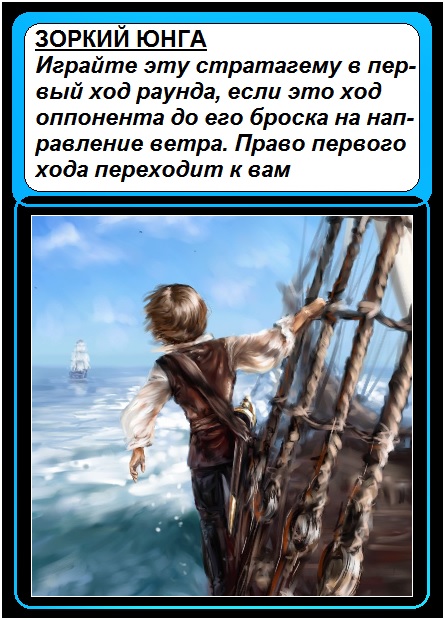 ЗОРКИЙ ЮНГА
Играйте эту стратагему в пер-
вый ход раунда, если это ход
оппонента до его броска на нап-
равление ветра. Право первого
хода переходит к вам